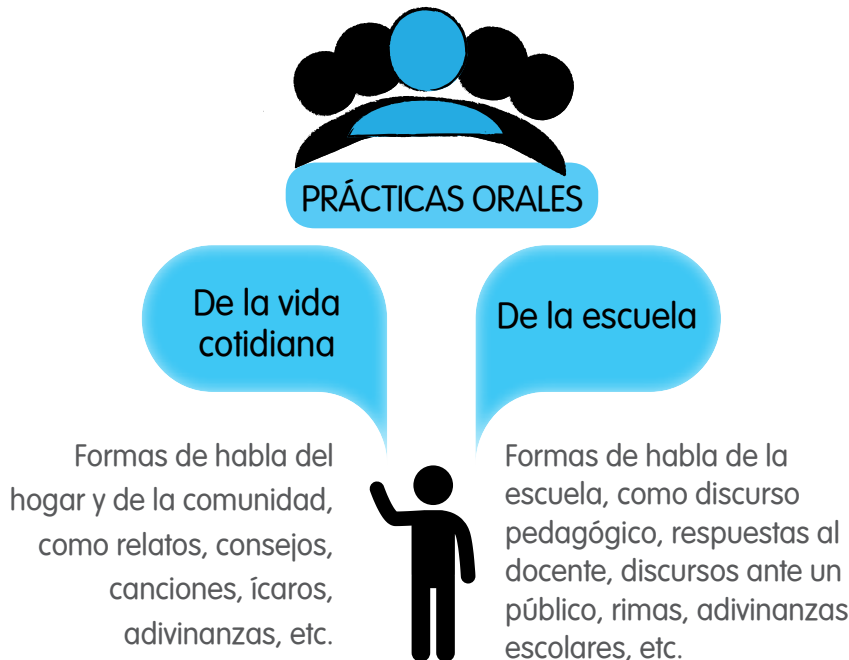 PRÁCTICAS ORALES
De la vida
cotidiana
De la escuela
Formas de habla del
hogar y de la comunidad,
como relatos, consejos,
canciones, ícaros,
adivinanzas, etc.
Formas de habla de la
escuela, como discurso
pedagógico, respuestas al
docente, discursos ante un
público, rimas, adivinanzas
escolares, etc.